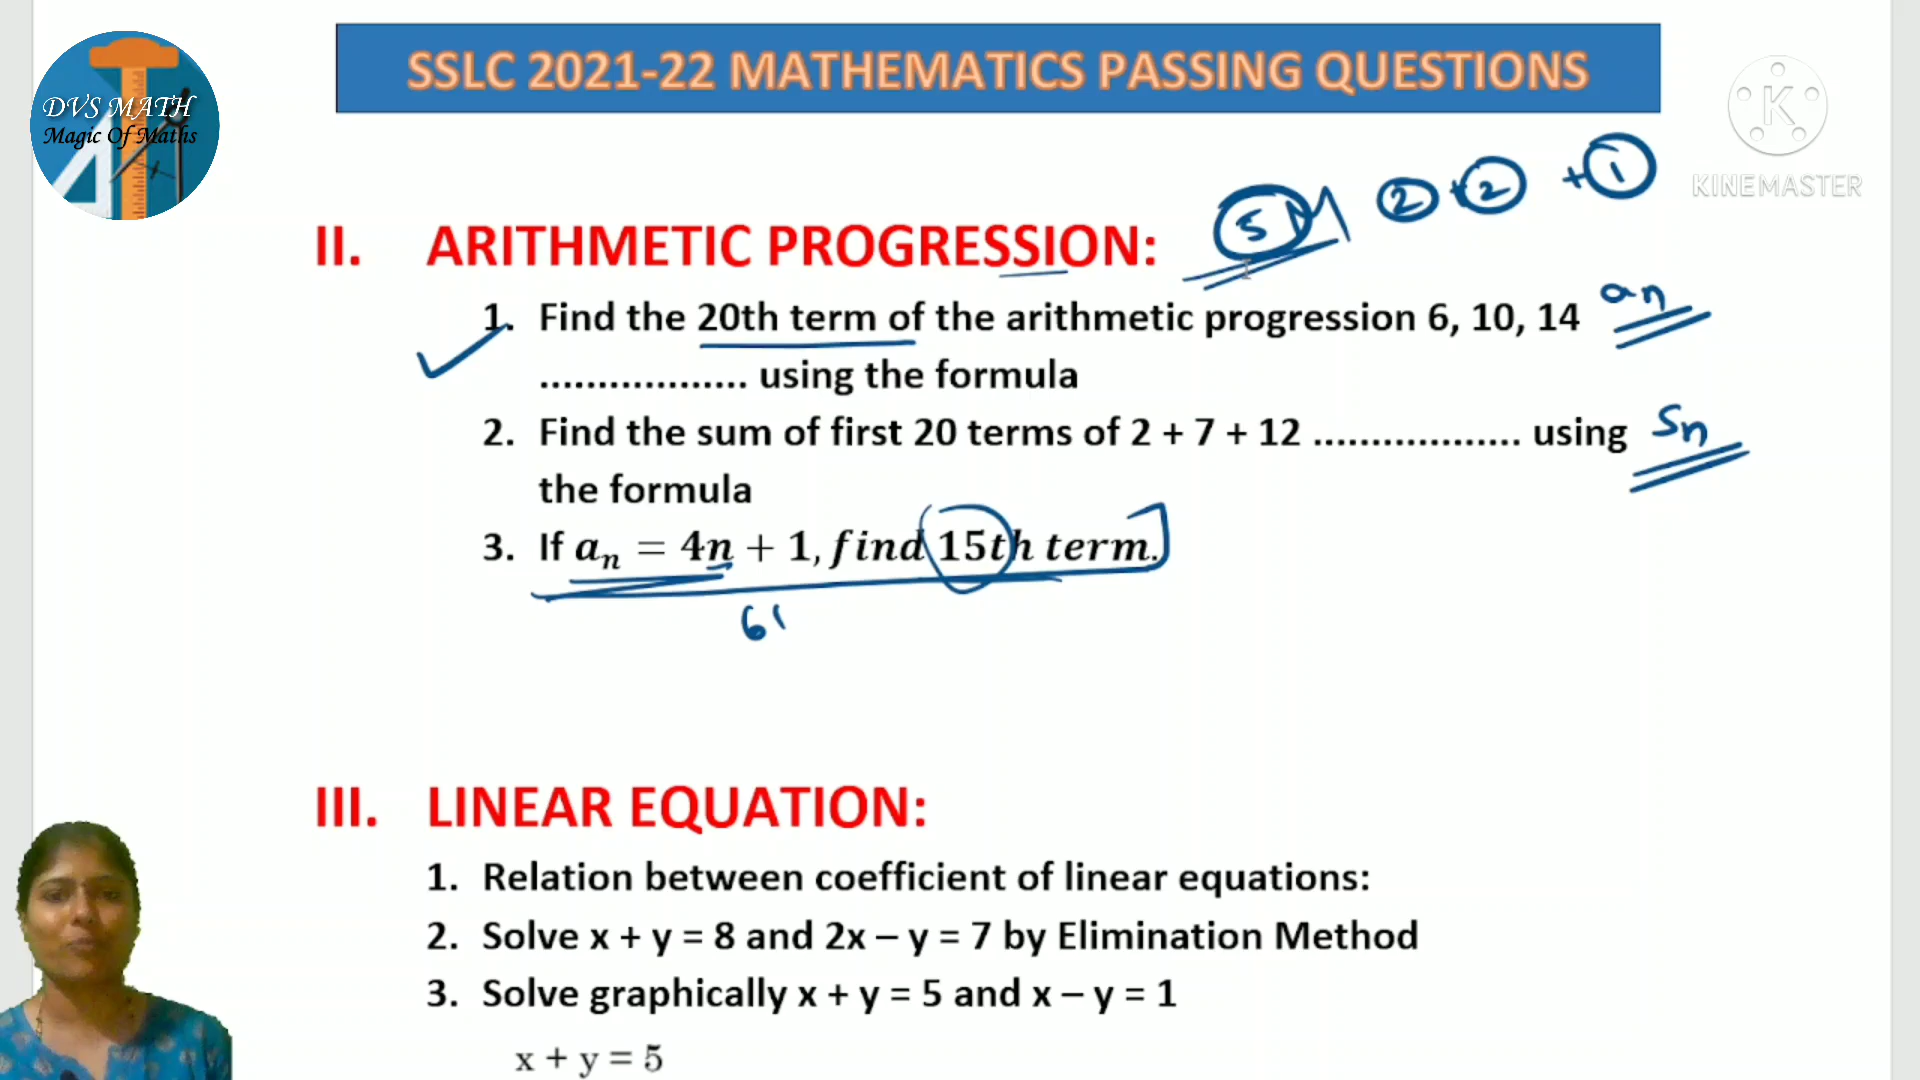 SSLC 2021-22 MATHEMATICS PASSING QUESTIONS
DVS MATH
Magic Of Maths
K
KINEMASTER
5 M 2 + 2 + 1
II. ARITHMETIC PROGRESSION:
1. Find the 20th term of the arithmetic progression 6, 10, 14 an
.................. using the formula
2. Find the sum of first 20 terms of 2 + 7 + 12 .................. using Sn
the formula
3. If aₙ = 4n + 1, find 15th term.
61
III. LINEAR EQUATION:
1. Relation between coefficient of linear equations:
2. Solve x + y = 8 and 2x – y = 7 by Elimination Method
3. Solve graphically x + y = 5 and x – y = 1
x + y = 5